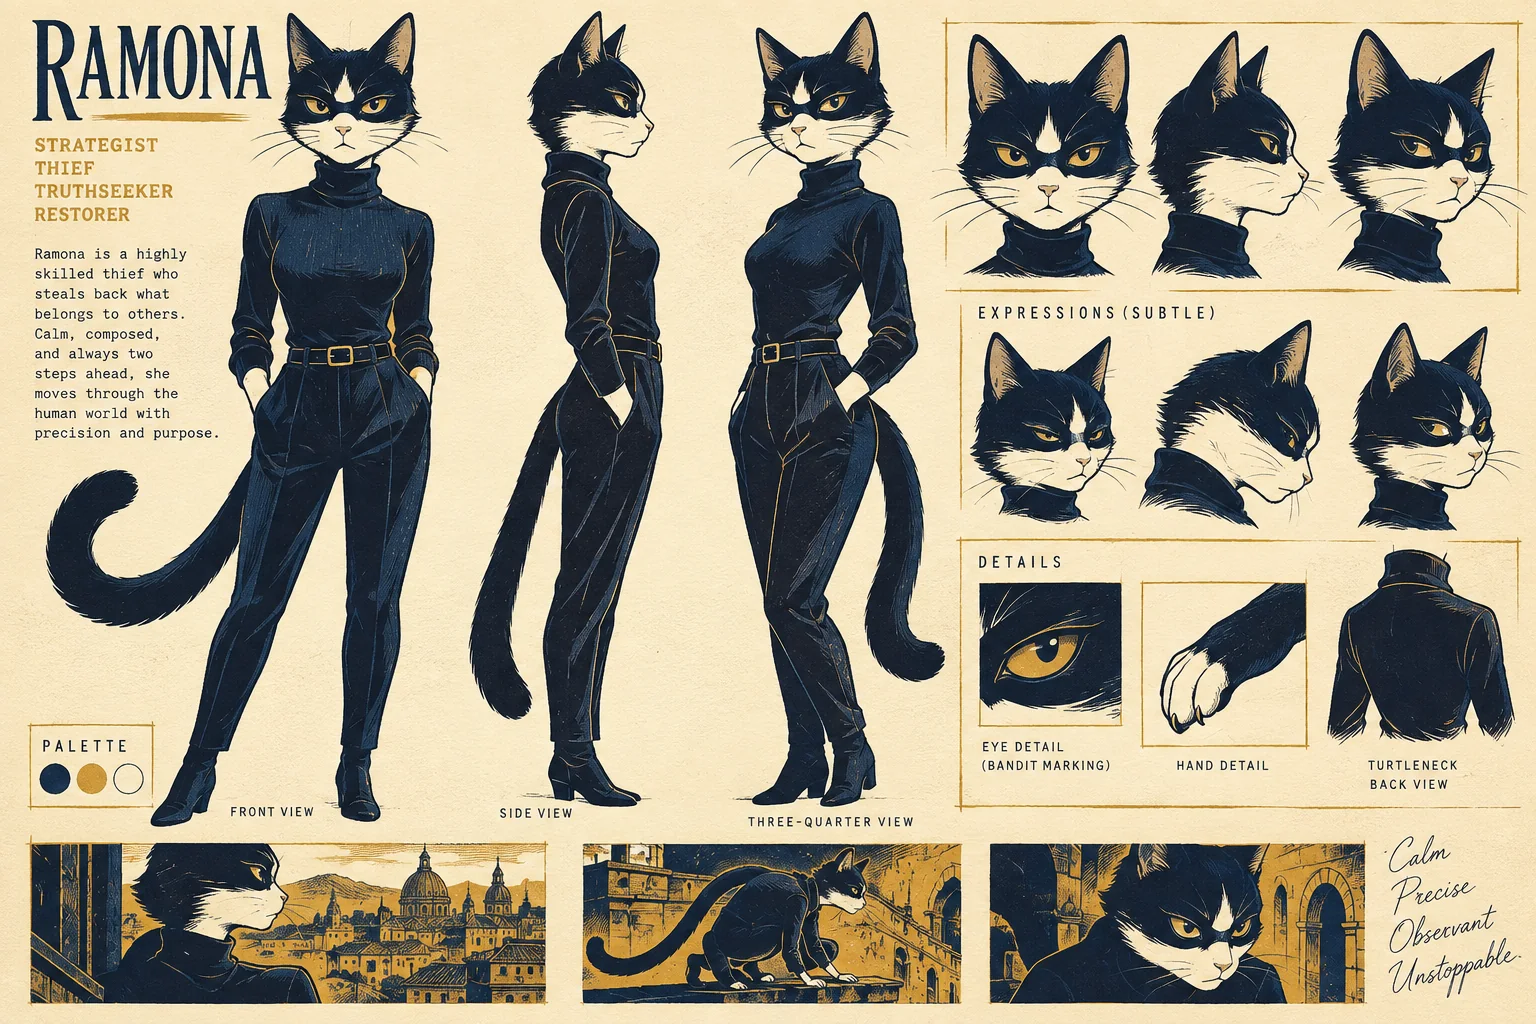 RAMONA
STRATEGIST
THIEF
TRUTHSEEKER
RESTORER
Ramona is a highly
skilled thief who
steals back what
belongs to others.
Calm, composed,
and always two
steps ahead, she
moves through the
human world with
precision and purpose.
PALETTE
FRONT VIEW
SIDE VIEW
THREE-QUARTER VIEW
EXPRESSIONS (SUBTLE)
DETAILS
EYE DETAIL
(BANDIT MARKING)
HAND DETAIL
TURTLENECK
BACK VIEW
Calm
Precise
Observant
Unstoppable.